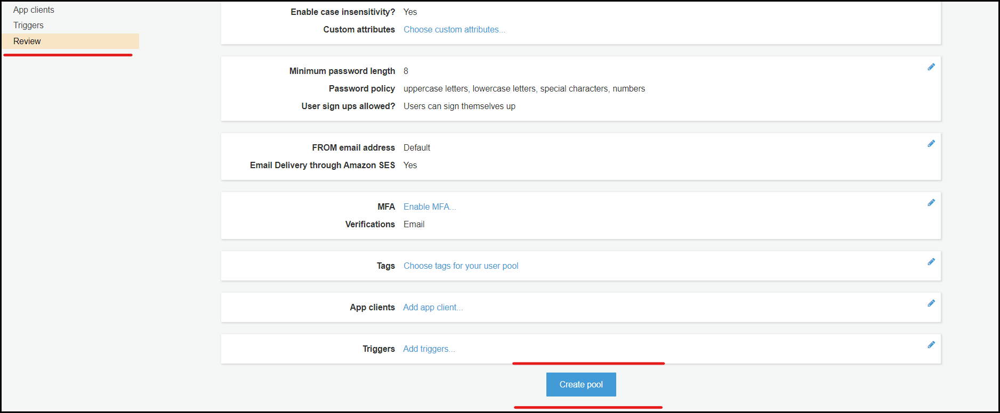 App clients
Triggers
Review
Enable case insensitivity? Yes
Custom attributes Choose custom attributes...
Minimum password length 8
Password policy uppercase letters, lowercase letters, special characters, numbers
User sign ups allowed? Users can sign themselves up
FROM email address Default
Email Delivery through Amazon SES Yes
MFA Enable MFA...
Verifications Email
Tags Choose tags for your user pool
App clients Add app client...
Triggers Add triggers...
Create pool